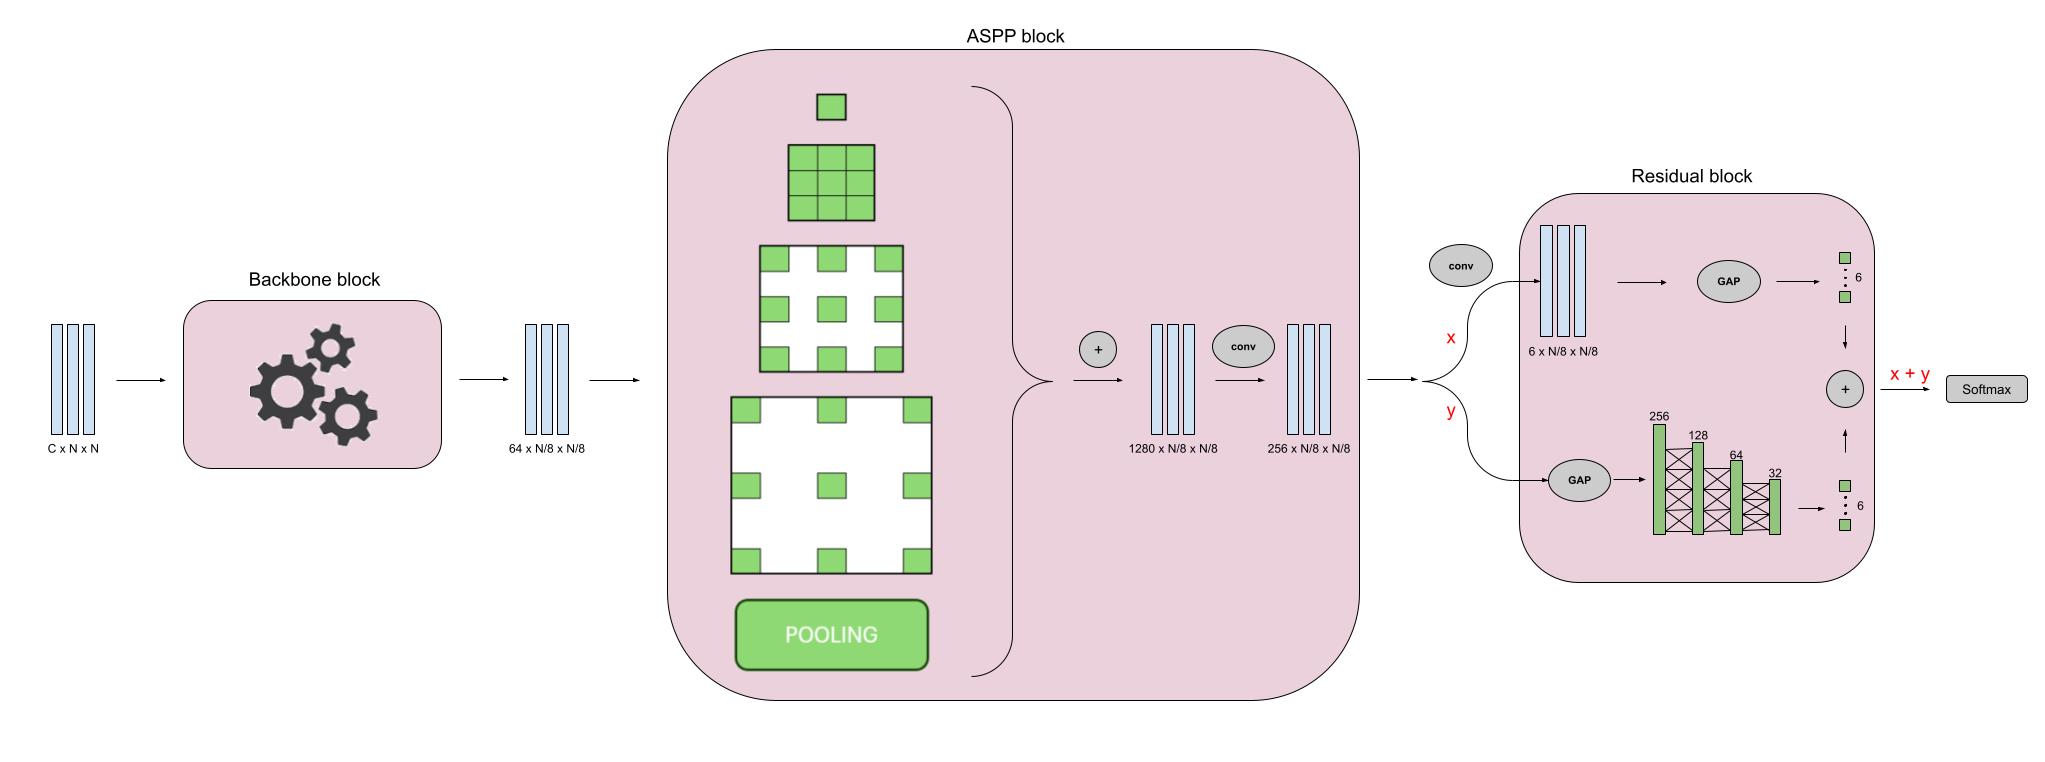 ASPP block
Residual block
Backbone block
C x N x N
64 x N/8 x N/8
POOLING
+
1280 x N/8 x N/8
conv
256 x N/8 x N/8
conv
x
y
6 x N/8 x N/8
GAP
6
GAP
256
128
64
32
6
+
x + y
Softmax